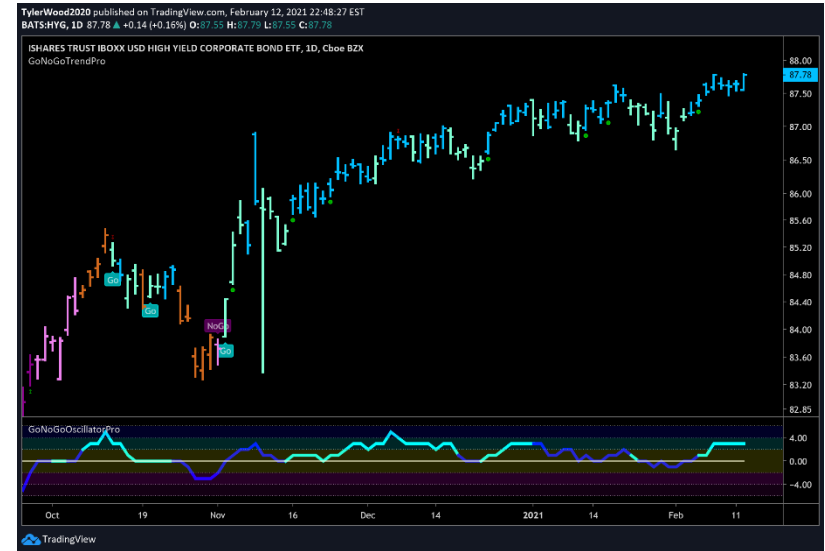 TylerWood2020 published on TradingView.com, February 12, 2021 22:48:27 EST
BATS:HYG, 1D 87.78 ▲ +0.14 (+0.16%) O:87.55 H:87.79 L:87.55 C:87.78
ISHARES TRUST IBOXX USD HIGH YIELD CORPORATE BOND ETF, 1D, Cboe BZX
GoNoGoTrendPro
88.00
87.78
87.50
87.00
86.50
86.00
85.60
85.20
84.80
84.40
84.00
83.60
83.20
82.85
Go
Go
NoGo
Go
GoNoGoOscillatorPro
4.00
0.00
-4.00
Oct
19
Nov
16
Dec
14
2021
14
Feb
11
TradingView